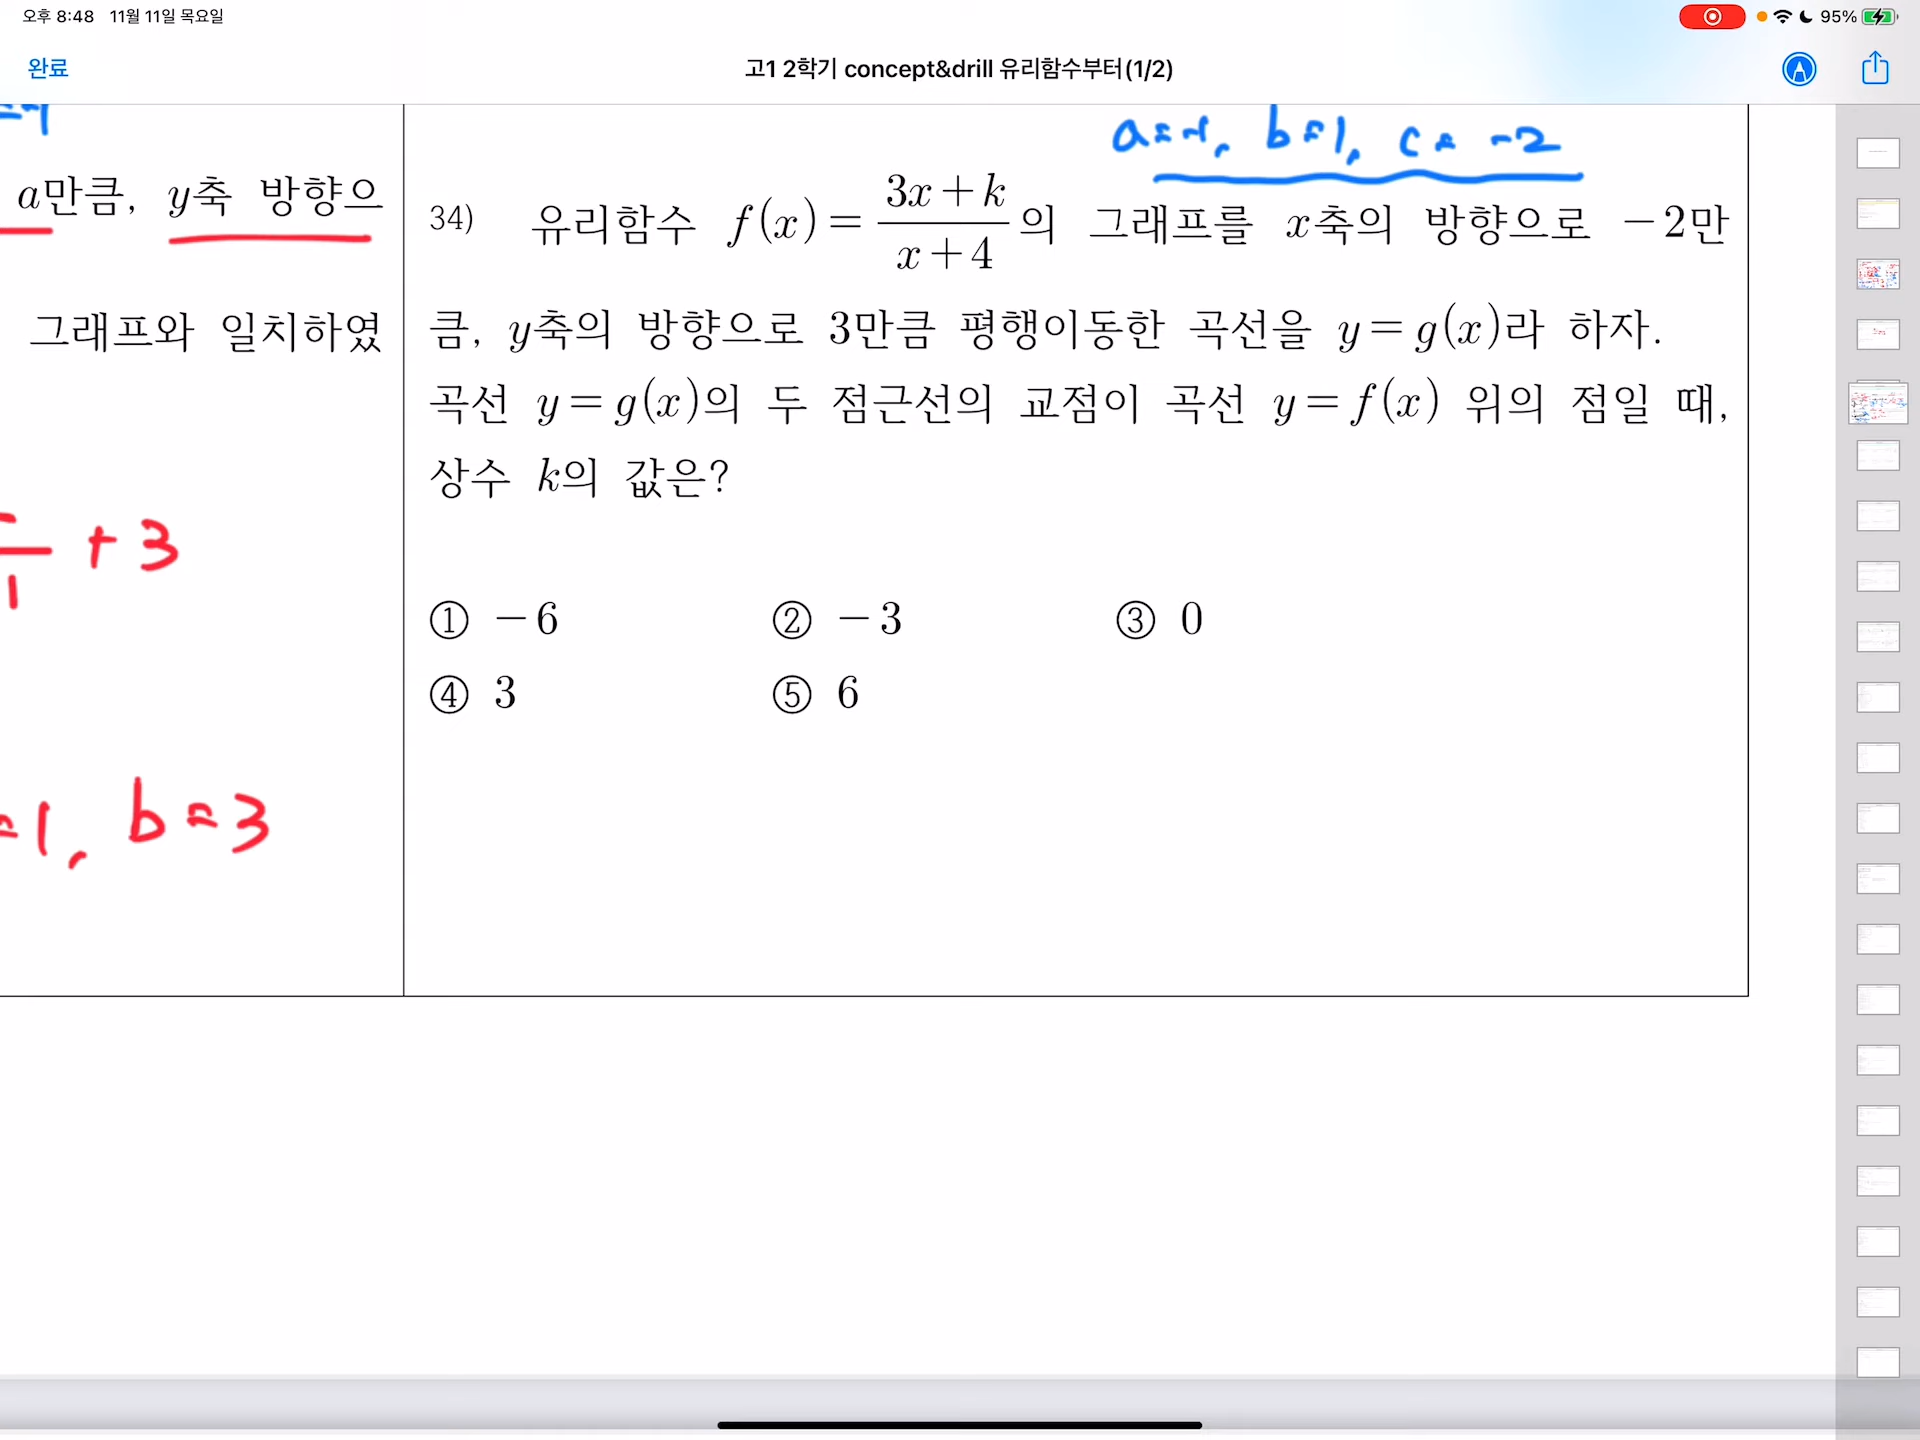 오후 8:48 11월 11일 목요일
95%
완료
고1 2학기 concept&drill 유리함수부터(1/2)
a만큼, y축 방향으
그래프와 일치하였
+3
1
=1, b=3
a=-1, b=1, c=-2
34) 유리함수 f(x)=\frac{3x+k}{x+4}의 그래프를 x축의 방향으로 -2만
큼, y축의 방향으로 3만큼 평행이동한 곡선을 y=g(x)라 하자.
곡선 y=g(x)의 두 점근선의 교점이 곡선 y=f(x) 위의 점일 때,
상수 k의 값은?
① -6 ② -3 ③ 0
④ 3 ⑤ 6